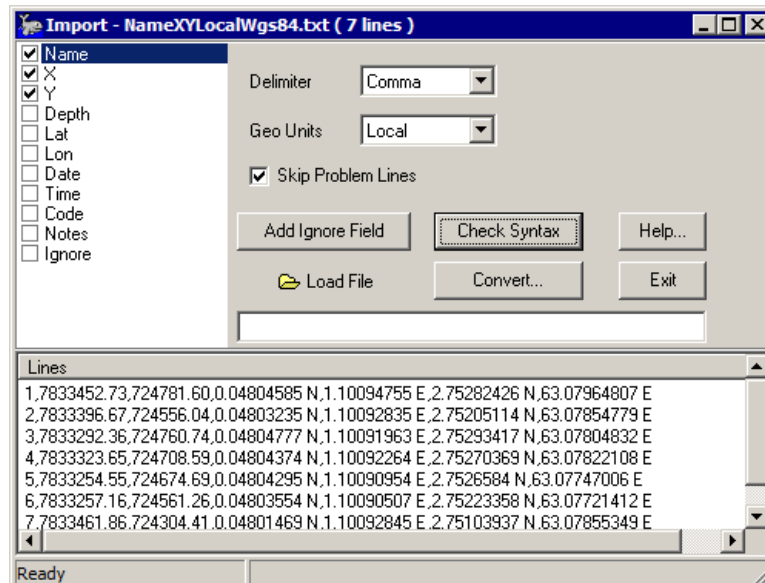 Import - NameXYLocalWgs84.txt ( 7 lines )
Name
X
Y
Depth
Lat
Lon
Date
Time
Code
Notes
Ignore
Delimiter
Comma
Geo Units
Local
Skip Problem Lines
Add Ignore Field
Check Syntax
Help...
Load File
Convert...
Exit
Lines
1,7833452.73,724781.60,0.04804585 N,1.10094755 E,2.75282426 N,63.07964807 E
2,7833396.67,724556.04,0.04803235 N,1.10092835 E,2.75205114 N,63.07854779 E
3,7833292.36,724760.74,0.04804777 N,1.10091963 E,2.75293417 N,63.07804832 E
4,7833323.65,724708.59,0.04804374 N,1.10092264 E,2.75270369 N,63.07822108 E
5,7833254.55,724674.69,0.04804295 N,1.10090954 E,2.7526584 N,63.07747006 E
6,7833257.16,724561.26,0.04803554 N,1.10090507 E,2.75223358 N,63.07721412 E
7,7833461.86,724304.41,0.04801469 N,1.10092845 E,2.75103937 N,63.07855349 E
Ready